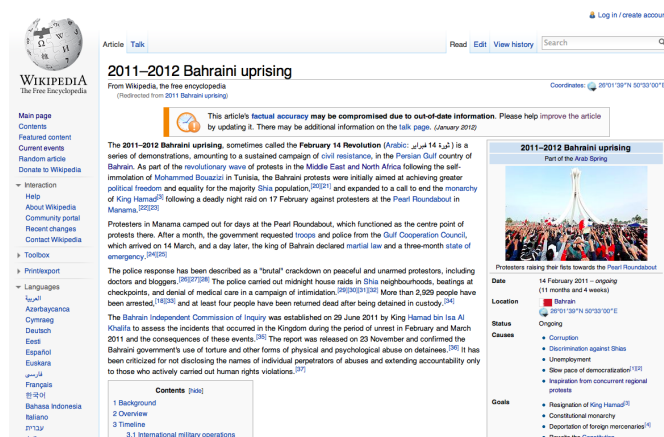 Log in / create accoun
Article Talk
Read Edit View history
Search
WIKIPEDIA
The Free Encyclopedia
Main page
Contents
Featured content
Current events
Random article
Donate to Wikipedia
Interaction
Help
About Wikipedia
Community portal
Recent changes
Contact Wikipedia
Toolbox
Print/export
Languages
العربية
Azərbaycanca
Cymraeg
Deutsch
Eesti
Español
Euskara
فارسی
Français
한국어
Bahasa Indonesia
Italiano
עברית
2011–2012 Bahraini uprising
From Wikipedia, the free encyclopedia
(Redirected from 2011 Bahraini uprising)
Coordinates: 26°01′39″N 50°33′00″E
This article's factual accuracy may be compromised due to out-of-date information. Please help improve the article
by updating it. There may be additional information on the talk page. (January 2012)
The 2011–2012 Bahraini uprising, sometimes called the February 14 Revolution (Arabic: ثورة 14 فبراير) is a
series of demonstrations, amounting to a sustained campaign of civil resistance, in the Persian Gulf country of
Bahrain. As part of the revolutionary wave of protests in the Middle East and North Africa following the self-
immolation of Mohammed Bouazizi in Tunisia, the Bahraini protests were initially aimed at achieving greater
political freedom and equality for the majority Shia population,[20][21] and expanded to a call to end the monarchy
of King Hamad[3] following a deadly night raid on 17 February against protesters at the Pearl Roundabout in
Manama.[22][23]
Protesters in Manama camped out for days at the Pearl Roundabout, which functioned as the centre point of
protests there. After a month, the government requested troops and police from the Gulf Cooperation Council,
which arrived on 14 March, and a day later, the king of Bahrain declared martial law and a three-month state of
emergency.[24][25]
The police response has been described as a "brutal" crackdown on peaceful and unarmed protestors, including
doctors and bloggers.[26][27][28] The police carried out midnight house raids in Shia neighbourhoods, beatings at
checkpoints, and denial of medical care in a campaign of intimidation.[29][30][31][32] More than 2,929 people have
been arrested,[18][33] and at least four people have been returned dead after being detained in custody.[34]
The Bahrain Independent Commission of Inquiry was established on 29 June 2011 by King Hamad bin Isa Al
Khalifa to assess the incidents that occurred in the Kingdom during the period of unrest in February and March
2011 and the consequences of these events.[35] The report was released on 23 November and confirmed the
Bahraini government's use of torture and other forms of physical and psychological abuse on detainees.[36] It has
been criticized for not disclosing the names of individual perpetrators of abuses and extending accountability only
to those who actively carried out human rights violations.[37]
Contents [hide]
1 Background
2 Overview
3 Timeline
3.1 International military operations
2011–2012 Bahraini uprising
Part of the Arab Spring
Protesters raising their fists towards the Pearl Roundabout
Date 14 February 2011 – ongoing
(11 months and 4 weeks)
Location Bahrain
26°01′39″N 50°33′00″E
Status Ongoing
Causes • Corruption
• Discrimination against Shias
• Unemployment
• Slow pace of democratization[1][2]
• Inspiration from concurrent regional
protests
Goals • Resignation of King Hamad[3]
• Constitutional monarchy
• Deportation of foreign mercenaries[4]